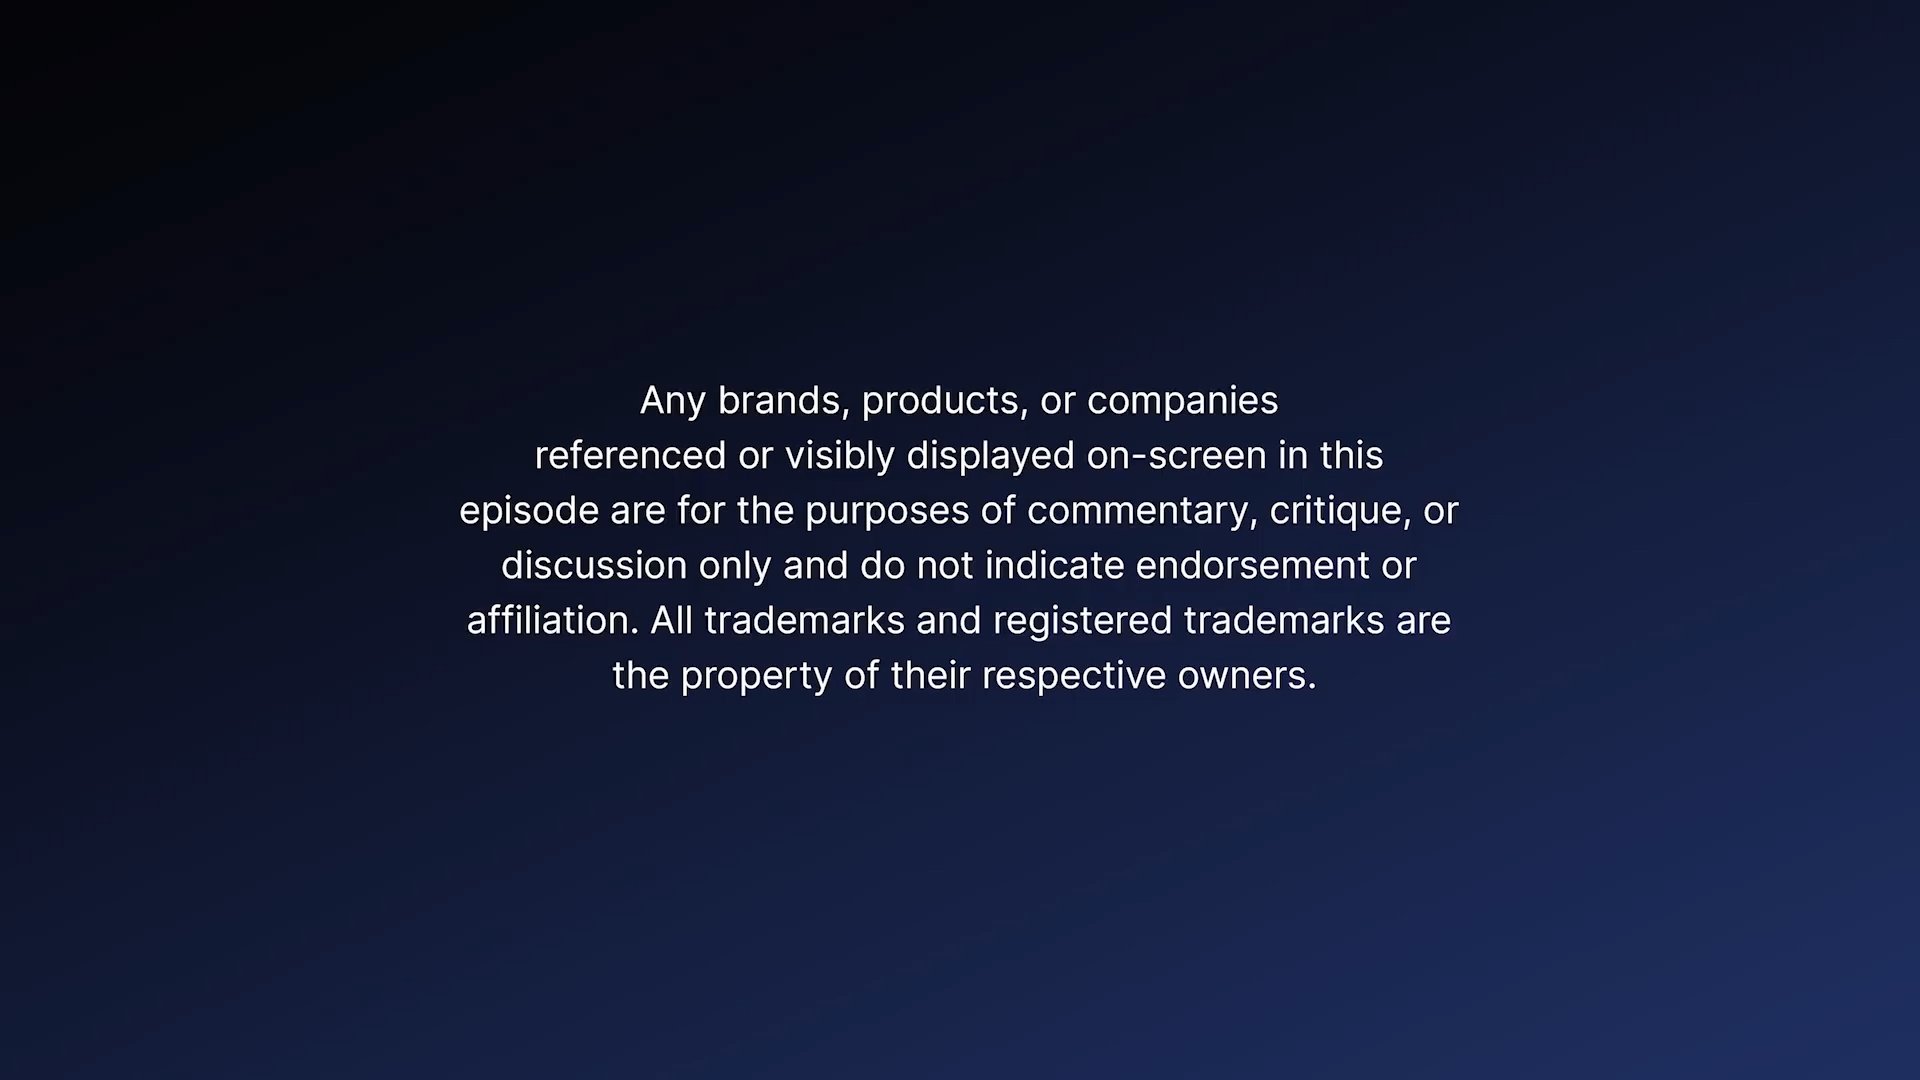 Any brands, products, or companies
referenced or visibly displayed on-screen in this
episode are for the purposes of commentary, critique, or
discussion only and do not indicate endorsement or
affiliation. All trademarks and registered trademarks are
the property of their respective owners.